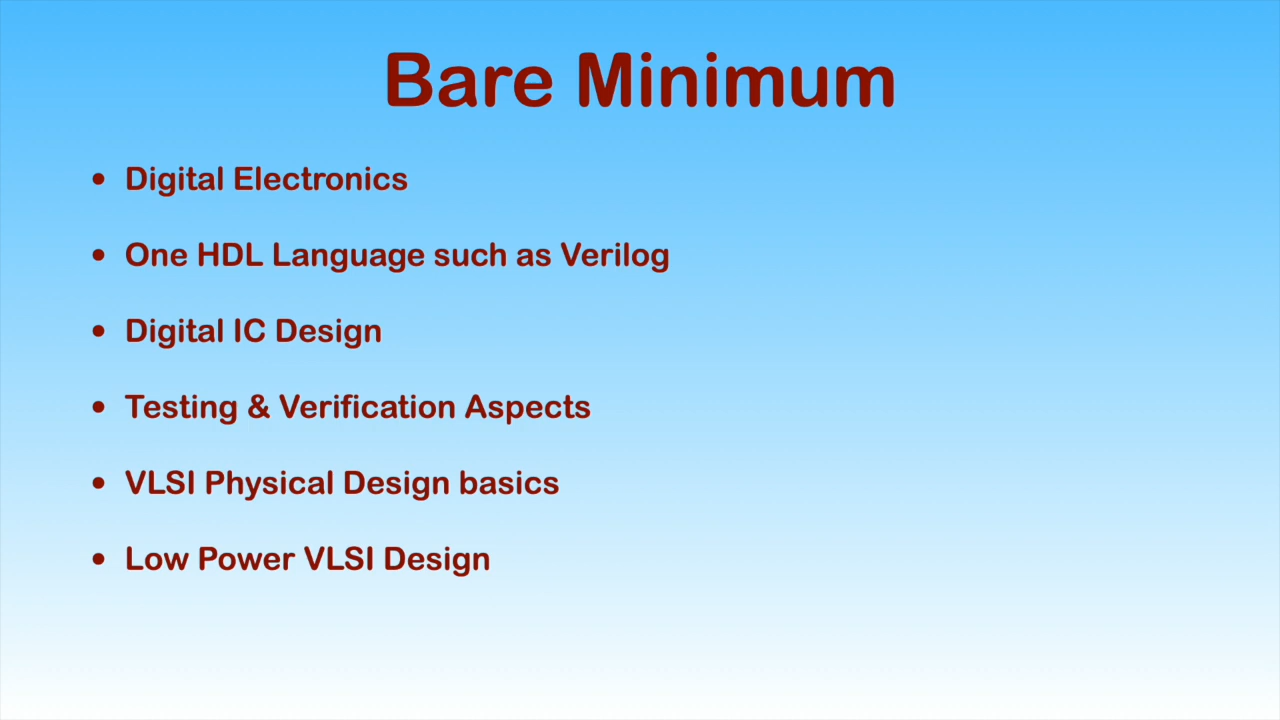 Bare Minimum
• Digital Electronics
• One HDL Language such as Verilog
• Digital IC Design
• Testing & Verification Aspects
• VLSI Physical Design basics
• Low Power VLSI Design